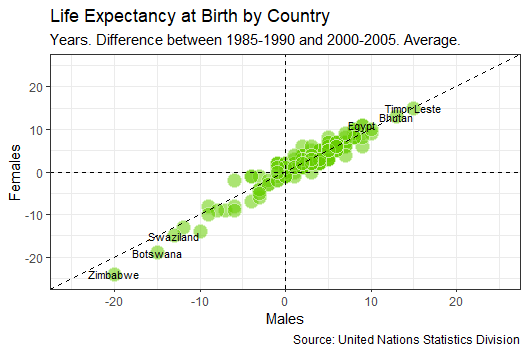 Life Expectancy at Birth by Country
Years. Difference between 1985-1990 and 2000-2005. Average.
Females
20
10
0
-10
-20
Timor Leste
Bhutan
Egypt
Swaziland
Botswana
Zimbabwe
-20
-10
0
10
20
Males
Source: United Nations Statistics Division